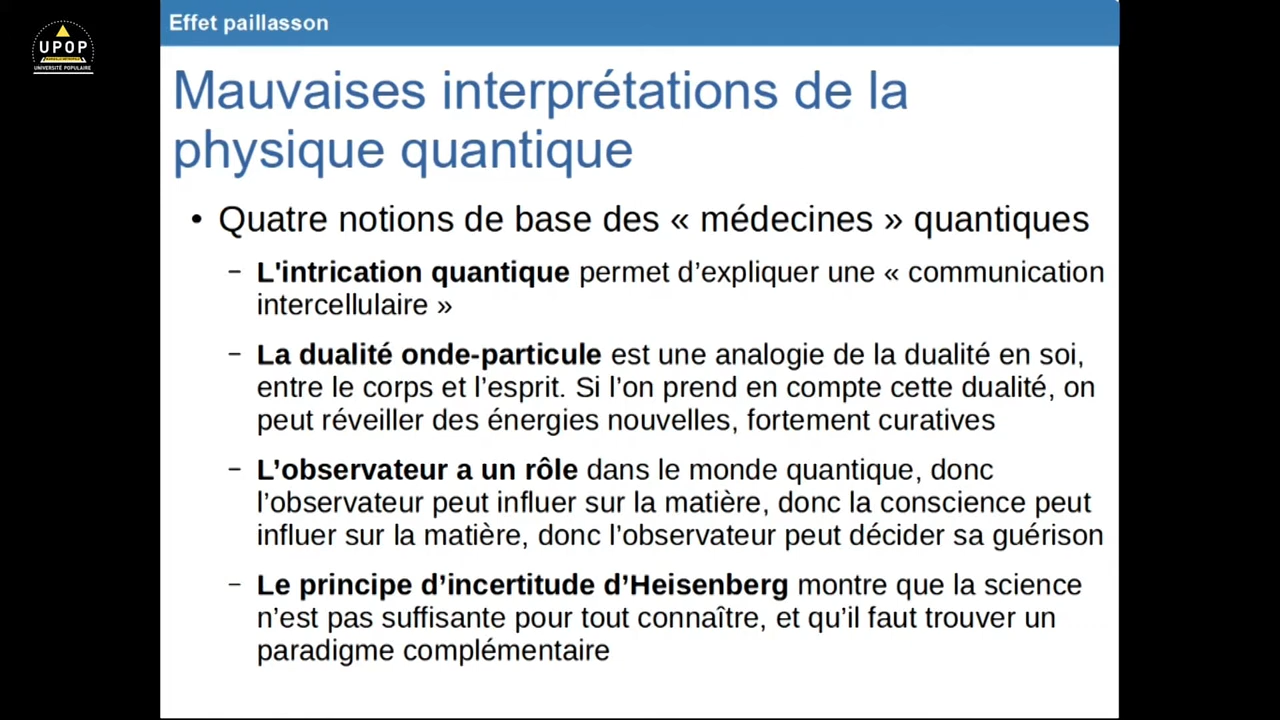 Effet paillasson
UPOP
UNIVERSITÉ POPULAIRE
Mauvaises interprétations de la
physique quantique
• Quatre notions de base des « médecines » quantiques
– L'intrication quantique permet d’expliquer une « communication
intercellulaire »
– La dualité onde-particule est une analogie de la dualité en soi,
entre le corps et l’esprit. Si l’on prend en compte cette dualité, on
peut réveiller des énergies nouvelles, fortement curatives
– L’observateur a un rôle dans le monde quantique, donc
l’observateur peut influer sur la matière, donc la conscience peut
influer sur la matière, donc l’observateur peut décider sa guérison
– Le principe d’incertitude d’Heisenberg montre que la science
n’est pas suffisante pour tout connaître, et qu’il faut trouver un
paradigme complémentaire